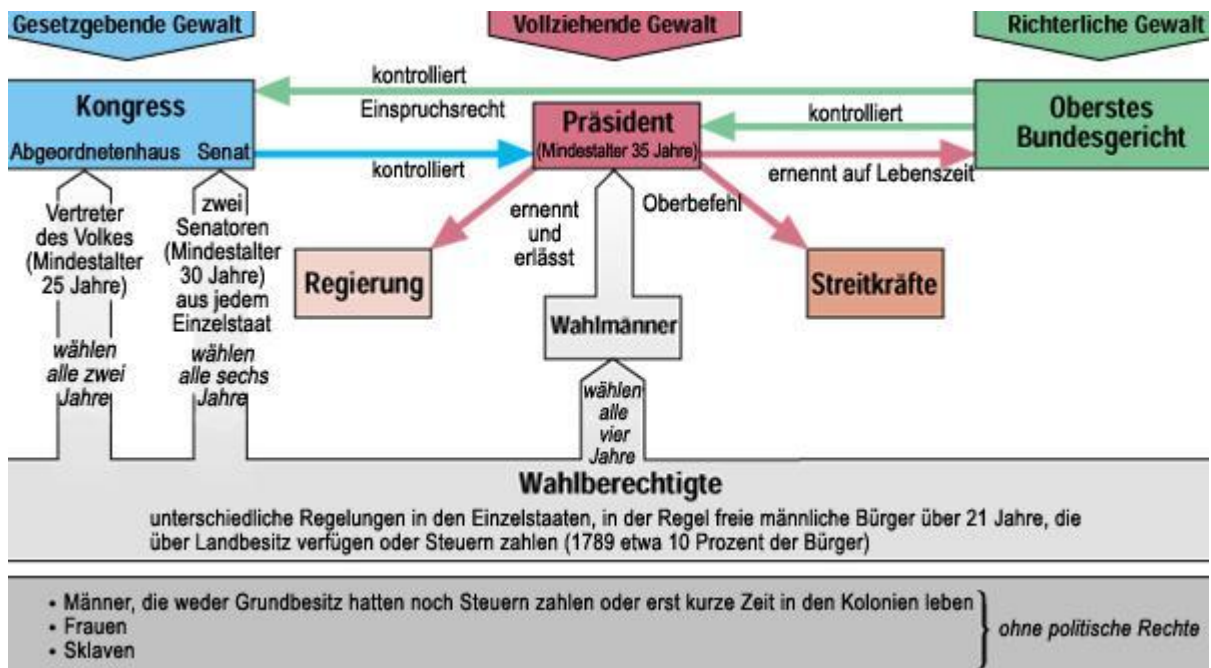 Gesetzgebende Gewalt
Vollziehende Gewalt
Richterliche Gewalt
kontrolliert
Kongress
Einspruchsrecht
Präsident
kontrolliert
Oberstes
Bundesgericht
(Mindestalter 35 Jahre)
Abgeordnetenhaus Senat
kontrolliert
ernennt auf Lebenszeit
Vertreter
des Volkes
(Mindestalter
25 Jahre)
zwei
Senatoren
(Mindestalter
30 Jahre)
aus jedem
Einzelstaat
ernennt
und
erlässt
Oberbefehl
Regierung
Streitkräfte
Wahlmänner
wählen
alle zwei
Jahre
wählen
alle sechs
Jahre
wählen
alle
vier
Jahre
Wahlberechtigte
unterschiedliche Regelungen in den Einzelstaaten, in der Regel freie männliche Bürger über 21 Jahre, die
über Landbesitz verfügen oder Steuern zahlen (1789 etwa 10 Prozent der Bürger)
• Männer, die weder Grundbesitz hatten noch Steuern zahlen oder erst kurze Zeit in den Kolonien leben
• Frauen
• Sklaven
ohne politische Rechte